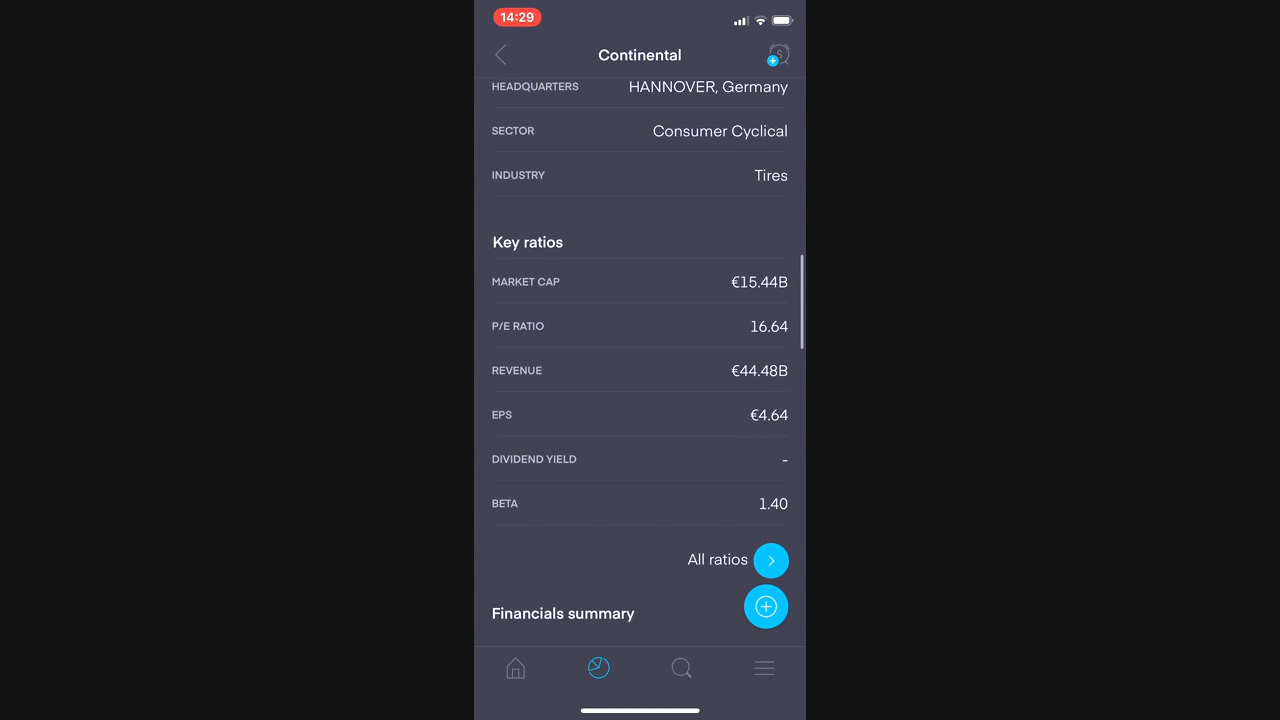 14:29
Continental
HEADQUARTERS HANNOVER, Germany
SECTOR Consumer Cyclical
INDUSTRY Tires
Key ratios
MARKET CAP €15.44B
P/E RATIO 16.64
REVENUE €44.48B
EPS €4.64
DIVIDEND YIELD -
BETA 1.40
All ratios
Financials summary